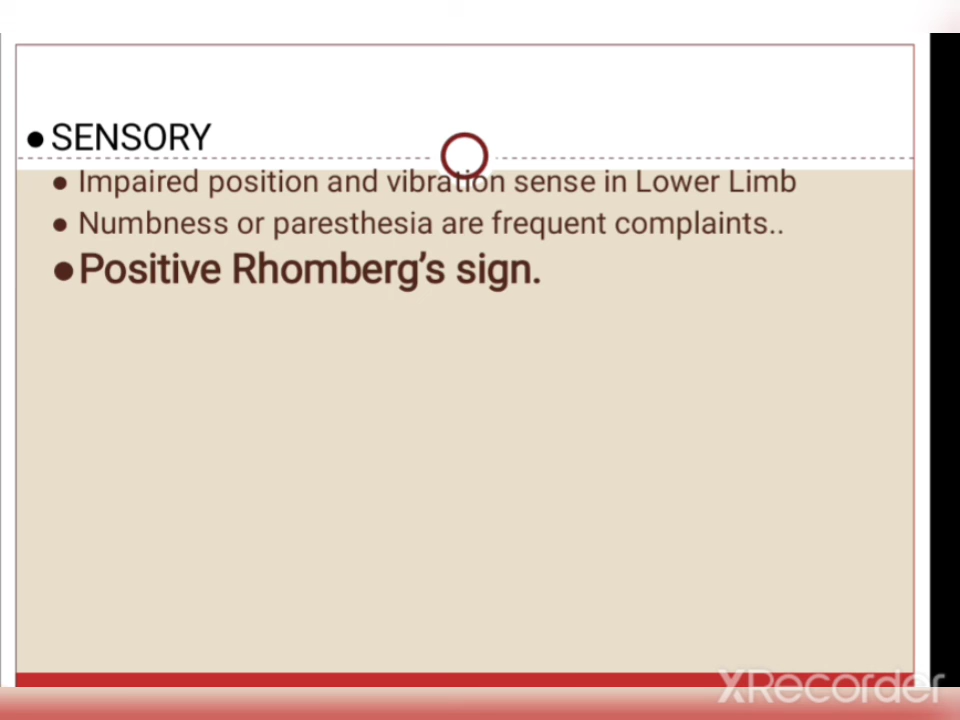 ● SENSORY
● Impaired position and vibration sense in Lower Limb
● Numbness or paresthesia are frequent complaints..
● Positive Rhomberg’s sign.
XRecorder